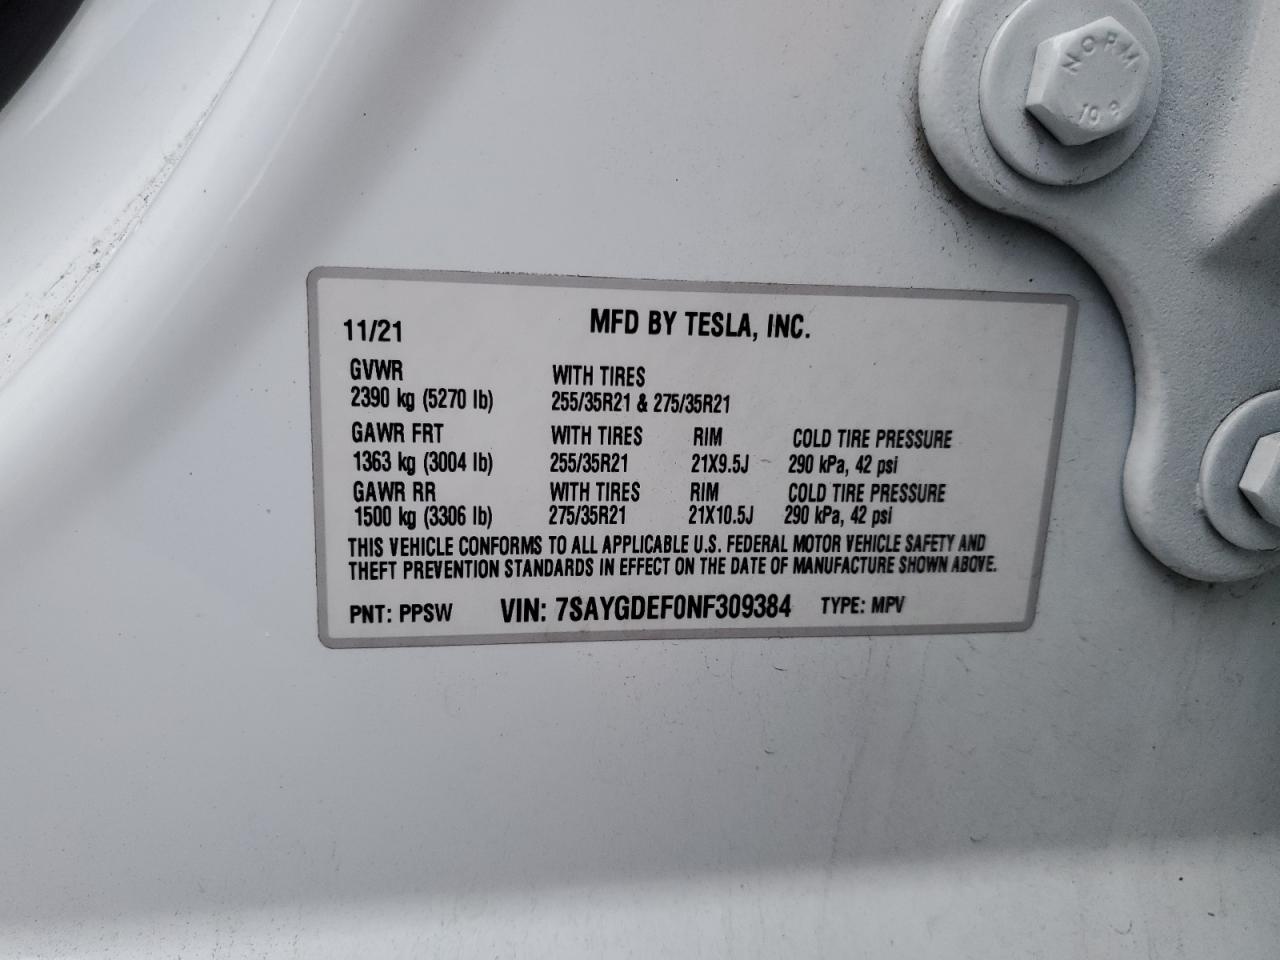 NORM
10 9
11/21 MFD BY TESLA, INC.
GVWR WITH TIRES
2390 kg (5270 lb) 255/35R21 & 275/35R21
GAWR FRT WITH TIRES RIM COLD TIRE PRESSURE
1363 kg (3004 lb) 255/35R21 21X9.5J 290 kPa, 42 psi
GAWR RR WITH TIRES RIM COLD TIRE PRESSURE
1500 kg (3306 lb) 275/35R21 21X10.5J 290 kPa, 42 psi
THIS VEHICLE CONFORMS TO ALL APPLICABLE U.S. FEDERAL MOTOR VEHICLE SAFETY AND
THEFT PREVENTION STANDARDS IN EFFECT ON THE DATE OF MANUFACTURE SHOWN ABOVE.
PNT: PPSW VIN: 7SAYGDEF0NF309384 TYPE: MPV